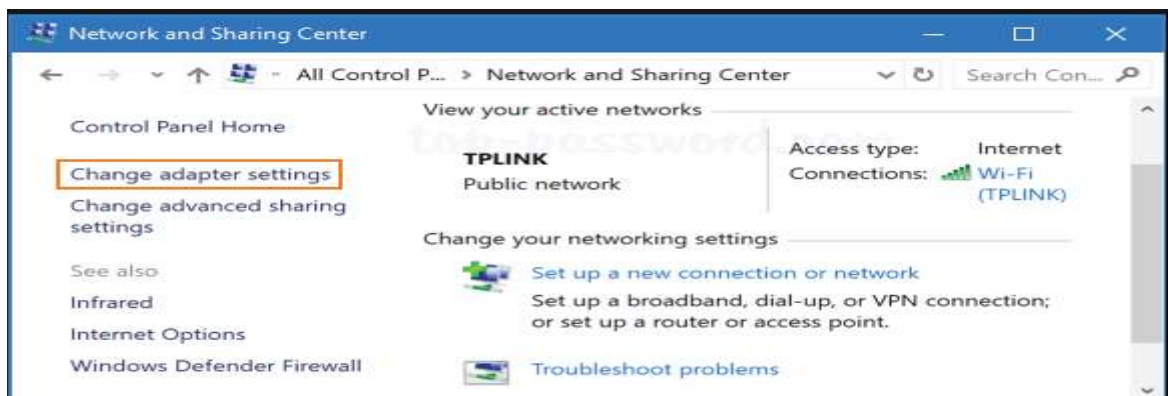 Network and Sharing Center
All Control P... > Network and Sharing Center
Search Con...
Control Panel Home
Change adapter settings
Change advanced sharing
settings
See also
Infrared
Internet Options
Windows Defender Firewall
View your active networks
top-password.com
TPLINK
Public network
Access type: Internet
Connections: Wi-Fi
(TPLINK)
Change your networking settings
Set up a new connection or network
Set up a broadband, dial-up, or VPN connection;
or set up a router or access point.
Troubleshoot problems